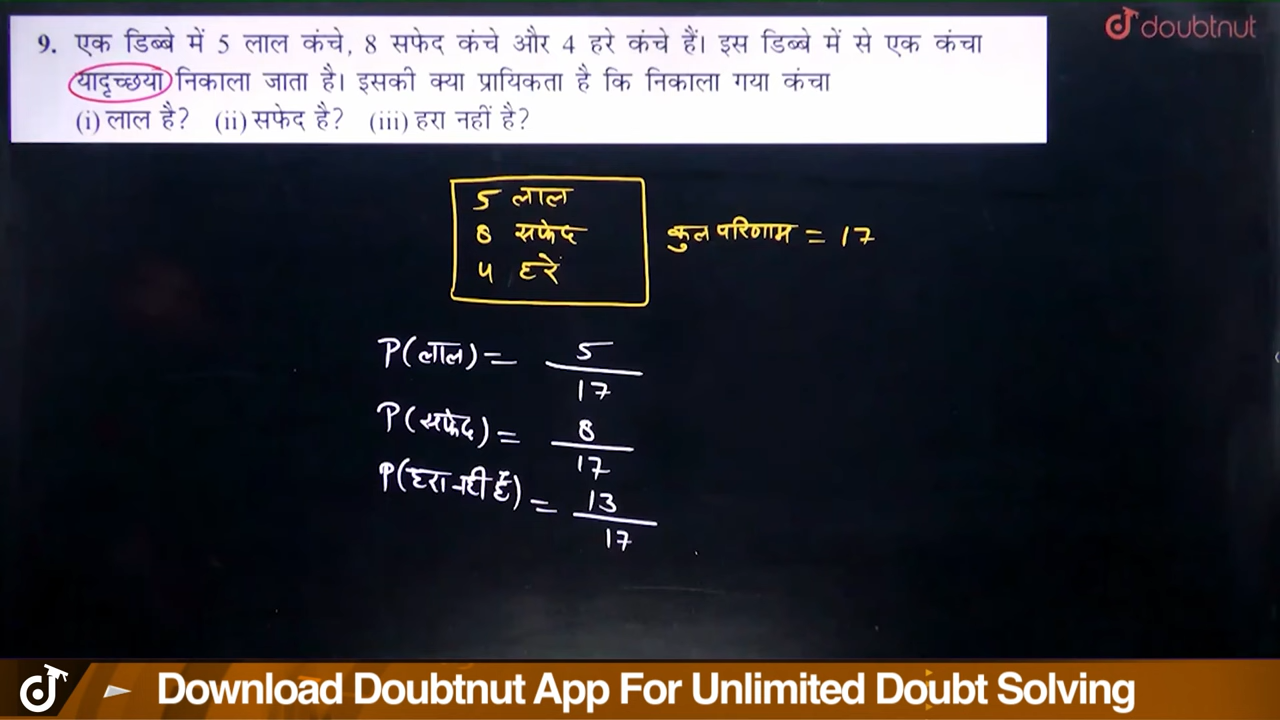 9. एक डिब्बे में 5 लाल कंचे, 8 सफेद कंचे और 4 हरे कंचे हैं। इस डिब्बे में से एक कंचा
यादृच्छया निकाला जाता है। इसकी क्या प्रायिकता है कि निकाला गया कंचा
(i) लाल है? (ii) सफेद है? (iii) हरा नहीं है?
doubtnut
5 लाल
8 सफेद
4 हरें
कुल परिणाम = 17
P(लाल) = 5
17
P(सफेद) = 8
17
P(हरा नही है) = 13
17
Download Doubtnut App For Unlimited Doubt Solving